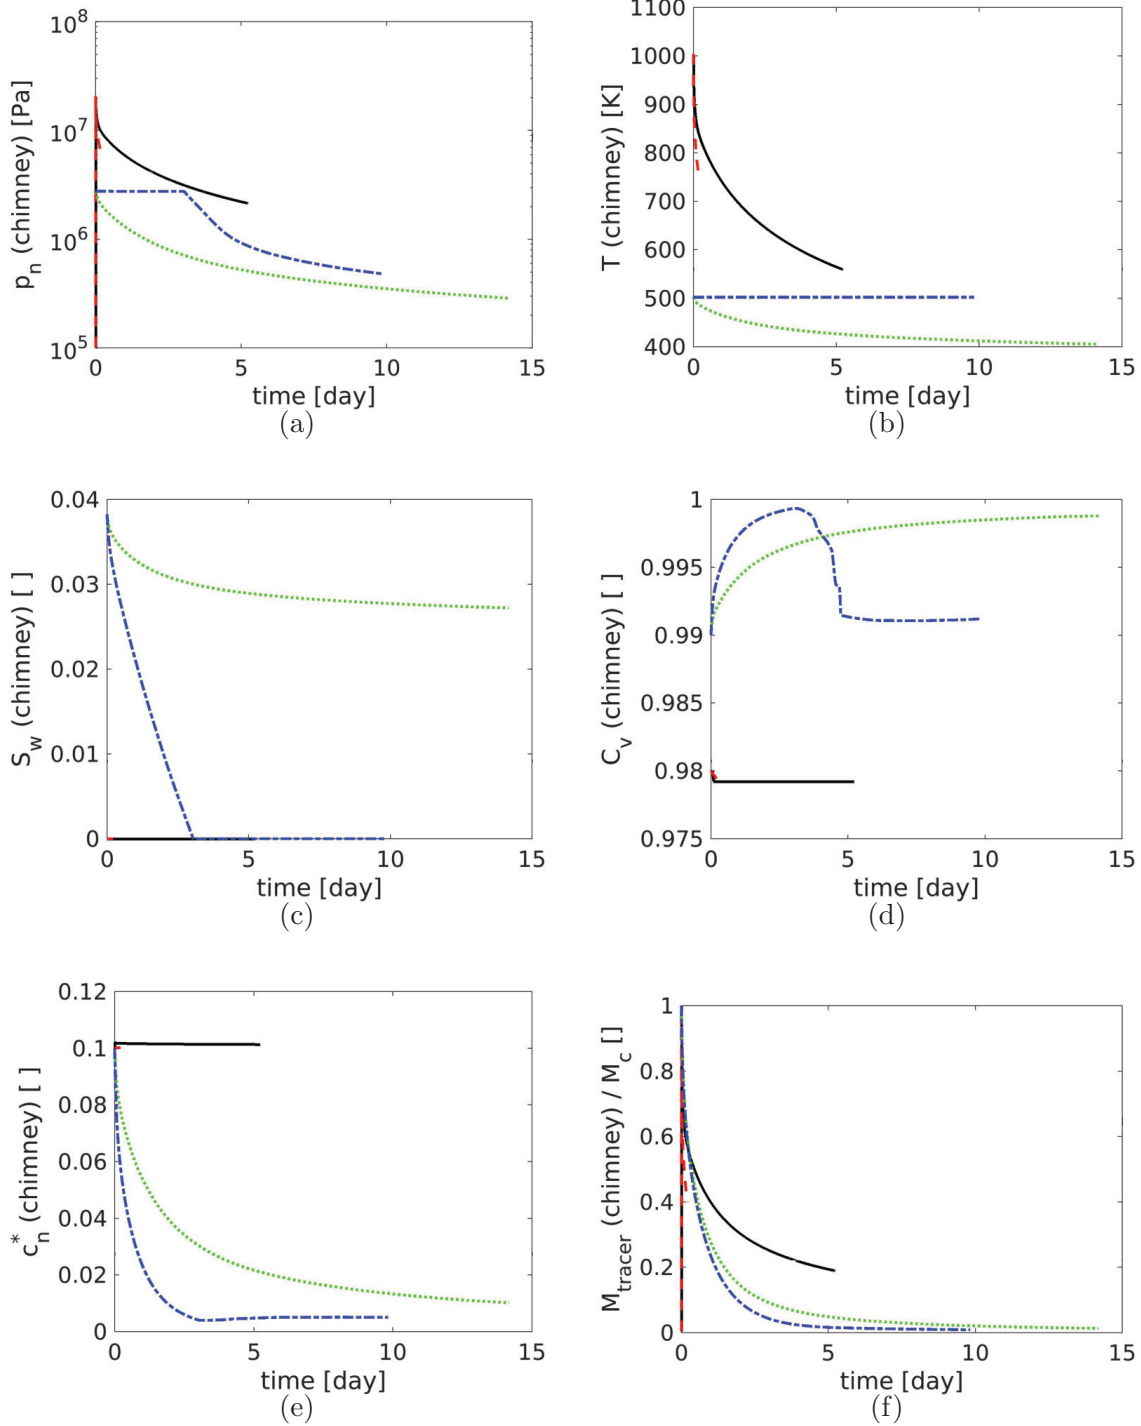 p_n (chimney) [Pa]
10^8
10^7
10^6
10^5
0 5 10 15
time [day]
(a)
T (chimney) [K]
1100
1000
900
800
700
600
500
400
0 5 10 15
time [day]
(b)
S_w (chimney) [ ]
0.04
0.03
0.02
0.01
0
0 5 10 15
time [day]
(c)
C_v (chimney) [ ]
1
0.995
0.99
0.985
0.98
0.975
0 5 10 15
time [day]
(d)
c_n^* (chimney) [ ]
0.12
0.1
0.08
0.06
0.04
0.02
0
0 5 10 15
time [day]
(e)
M_tracer (chimney) / M_c []
1
0.8
0.6
0.4
0.2
0
0 5 10 15
time [day]
(f)